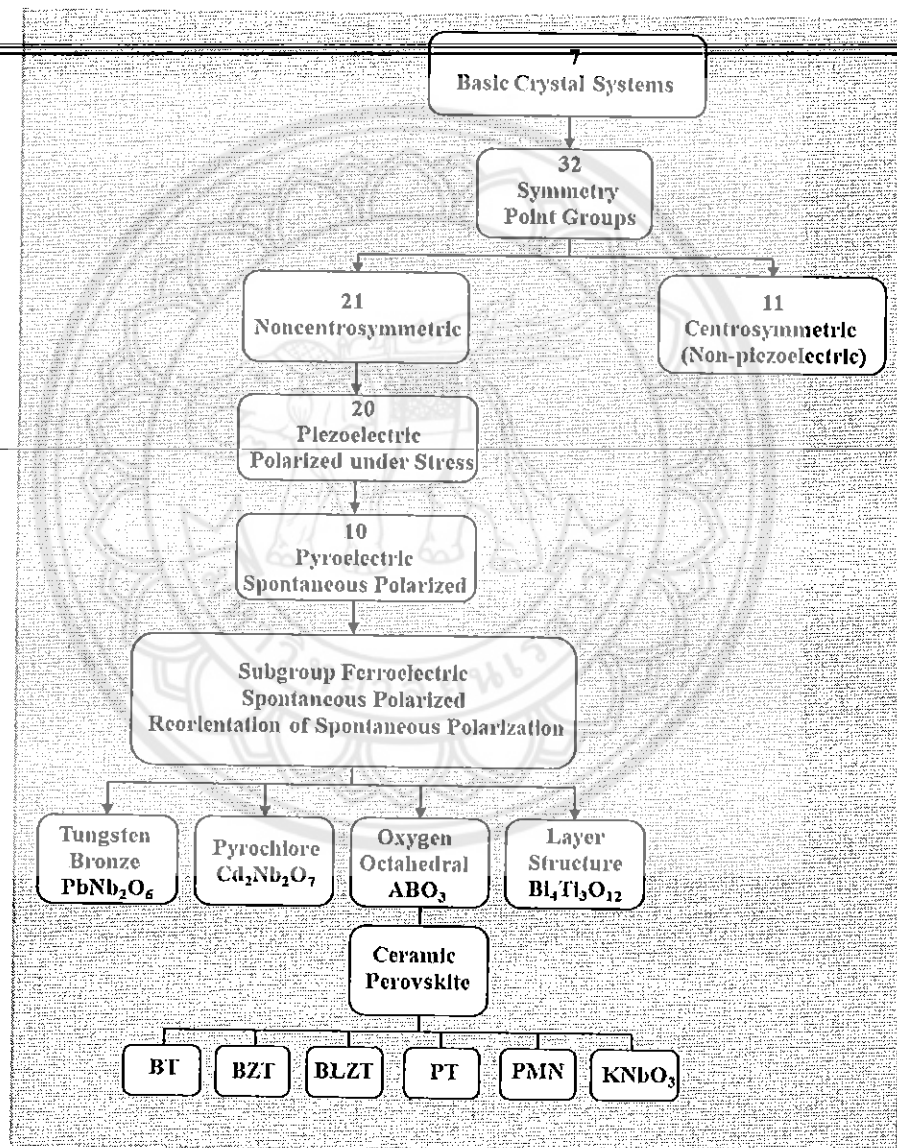 7
Basic Crystal Systems
32
Symmetry
Point Groups
21
Noncentrosymmetric
11
Centrosymmetric
(Non-piezoelectric)
20
Piezoelectric
Polarized under Stress
10
Pyroelectric
Spontaneous Polarized
Subgroup Ferroelectric
Spontaneous Polarized
Reorientation of Spontaneous Polarization
Tungsten
Bronze
PbNb₂O₆
Pyrochlore
Cd₂Nb₂O₇
Oxygen
Octahedral
ABO₃
Layer
Structure
Bi₄Ti₃O₁₂
Ceramic
Perovskite
BT
BZT
BLZT
PT
PMN
KNbO₃